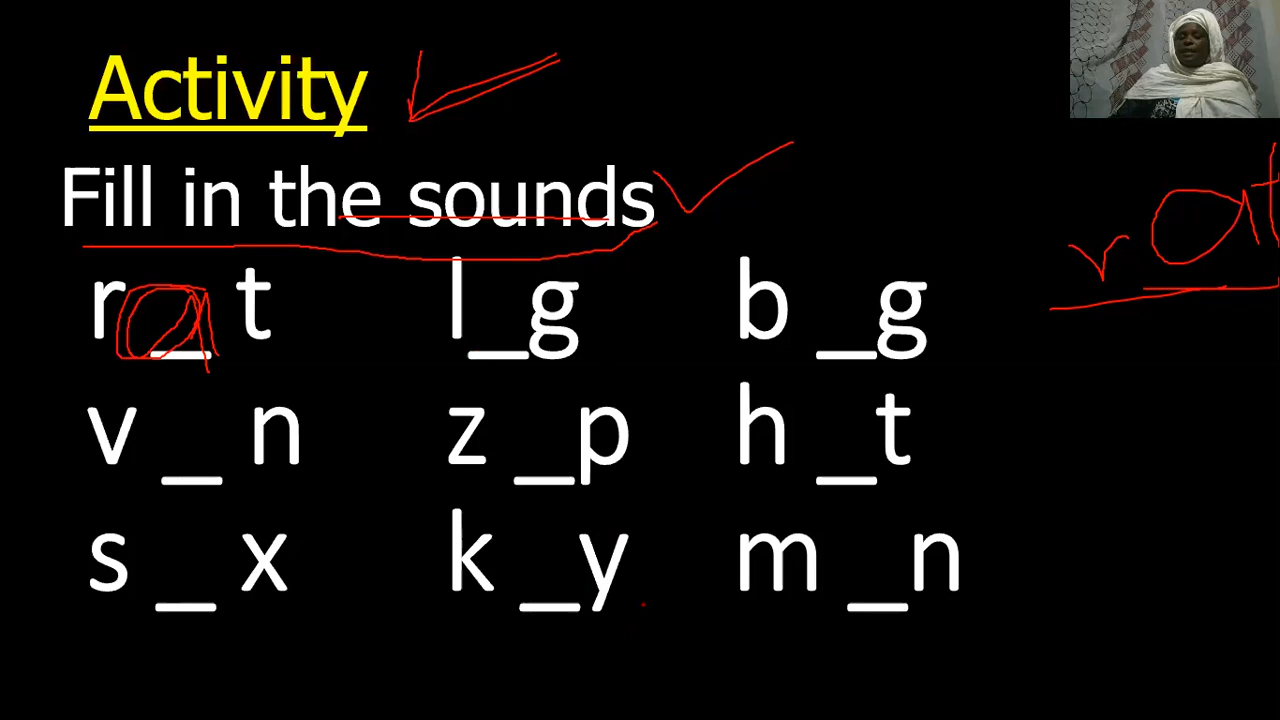 Activity
Fill in the sounds
r a t l_g b _g rat
v _ n z _p h _t
s _ x k _y m _n